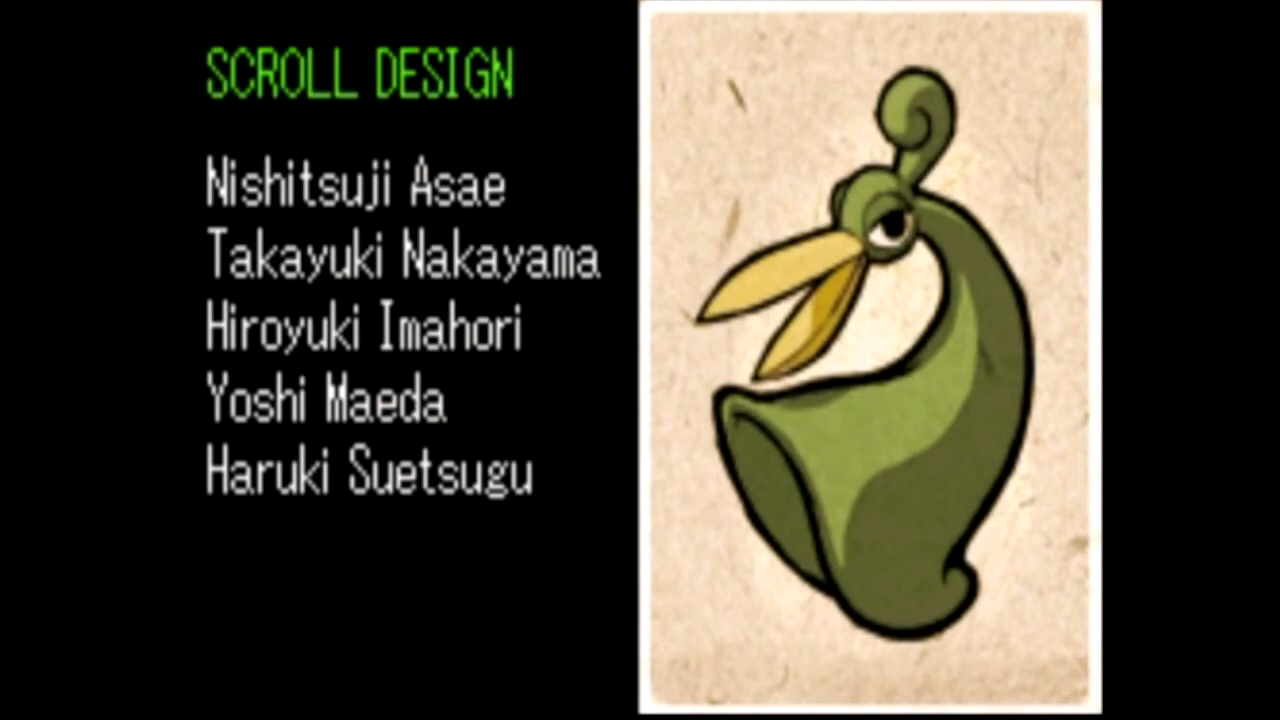 SCROLL DESIGN
Nishitsuji Asae
Takayuki Nakayama
Hiroyuki Imahori
Yoshi Maeda
Haruki Suetsugu